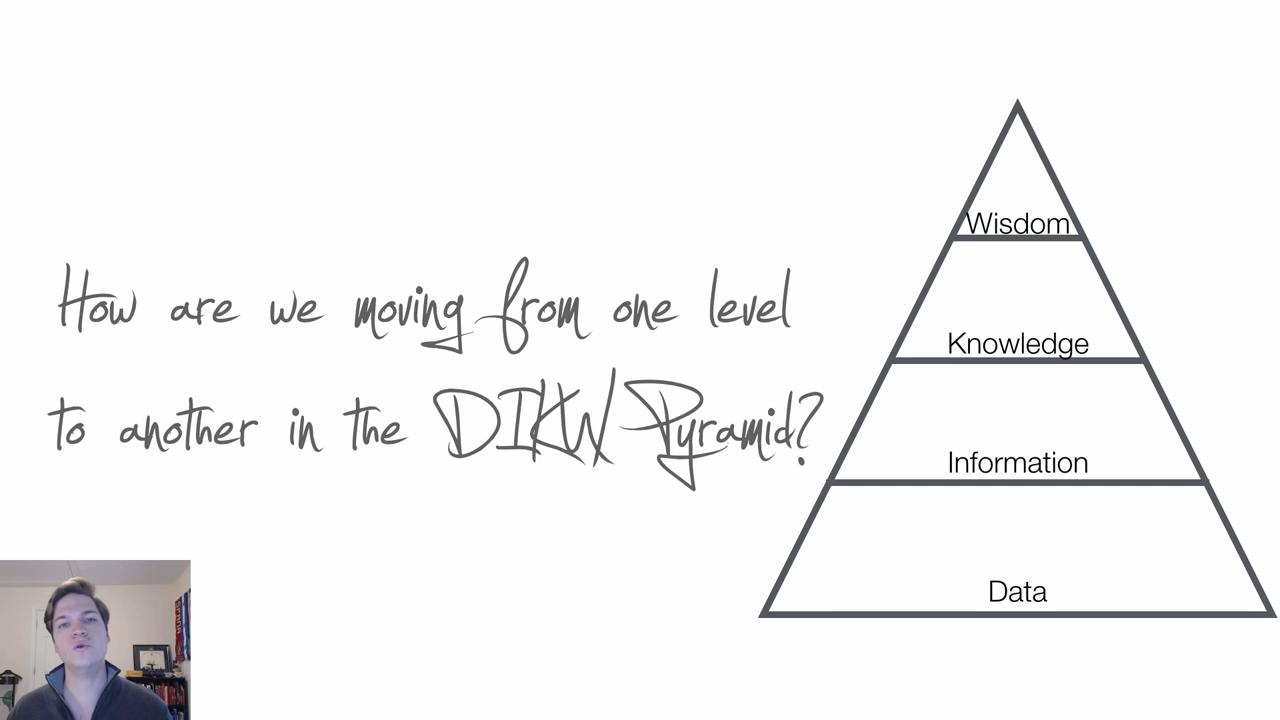 How are we moving from one level
to another in the DIKW Pyramid?
Wisdom
Knowledge
Information
Data